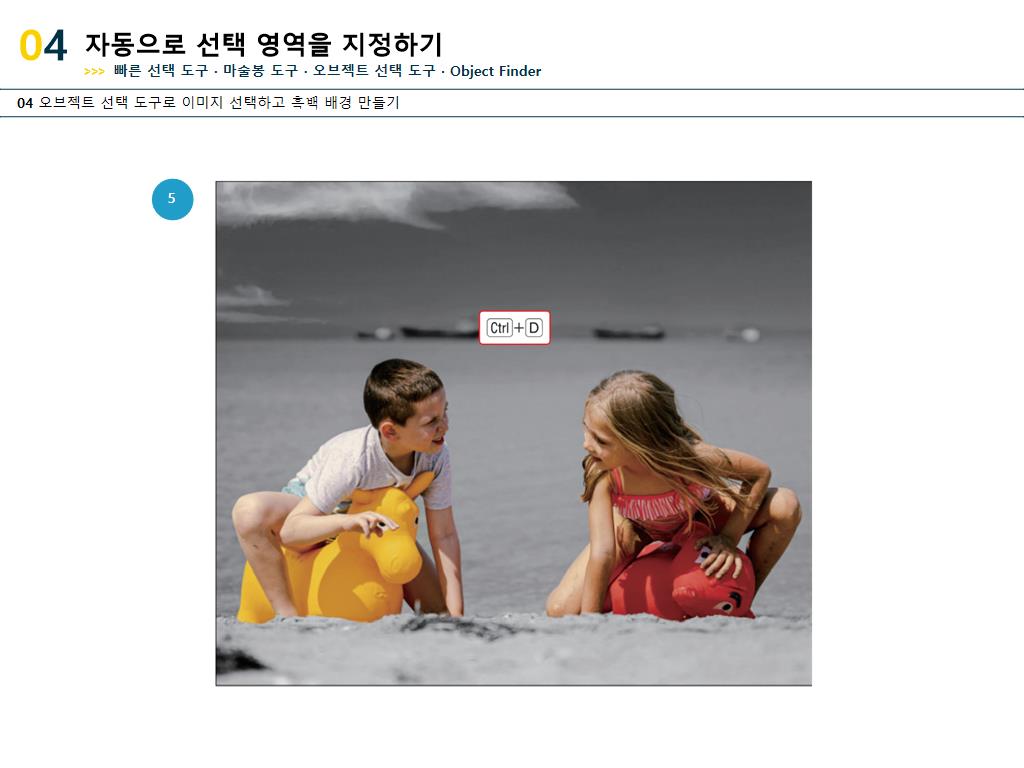 04 자동으로 선택 영역을 지정하기
>>> 빠른 선택 도구 · 마술봉 도구 · 오브젝트 선택 도구 · Object Finder
04 오브젝트 선택 도구로 이미지 선택하고 흑백 배경 만들기
5
Ctrl+D